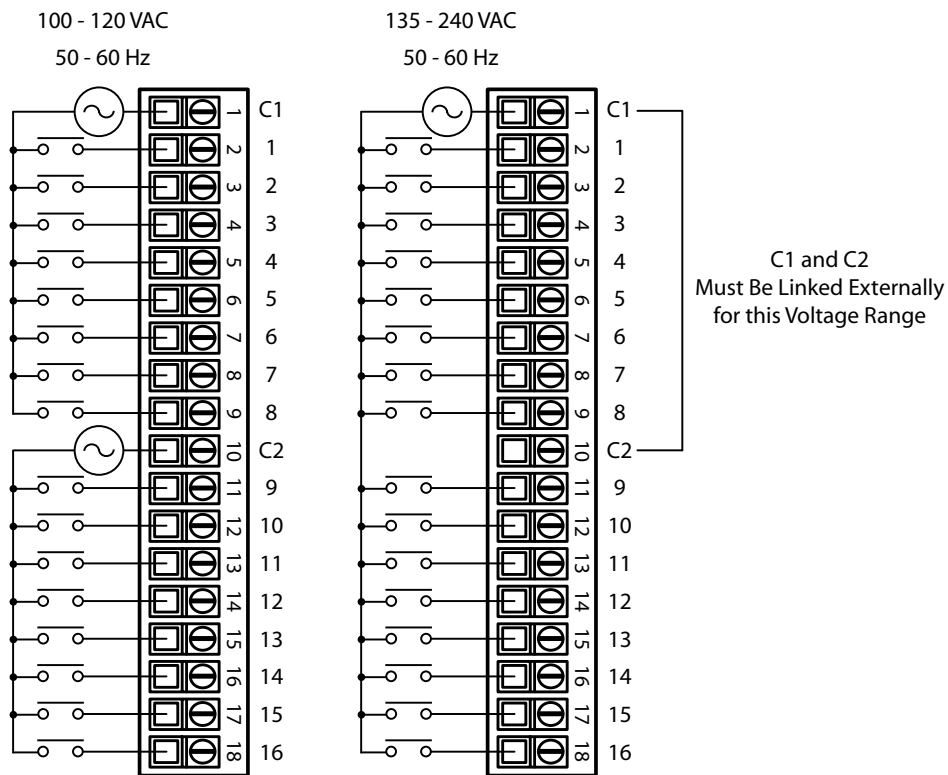 100 - 120 VAC
50 - 60 Hz
1 C1
2 1
3 2
4 3
5 4
6 5
7 6
8 7
9 8
10 C2
11 9
12 10
13 11
14 12
15 13
16 14
17 15
18 16
135 - 240 VAC
50 - 60 Hz
1 C1
2 1
3 2
4 3
5 4
6 5
7 6
8 7
9 8
10 C2
11 9
12 10
13 11
14 12
15 13
16 14
17 15
18 16
C1 and C2
Must Be Linked Externally
for this Voltage Range